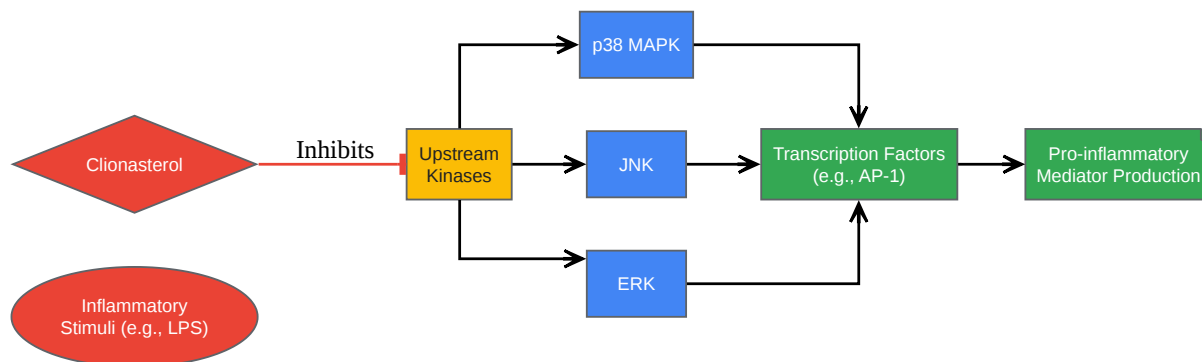 p38 MAPK
Clionasterol
Inhibits
Upstream
Kinases
JNK
Transcription Factors
(e.g., AP-1)
Pro-inflammatory
Mediator Production
ERK
Inflammatory
Stimuli (e.g., LPS)